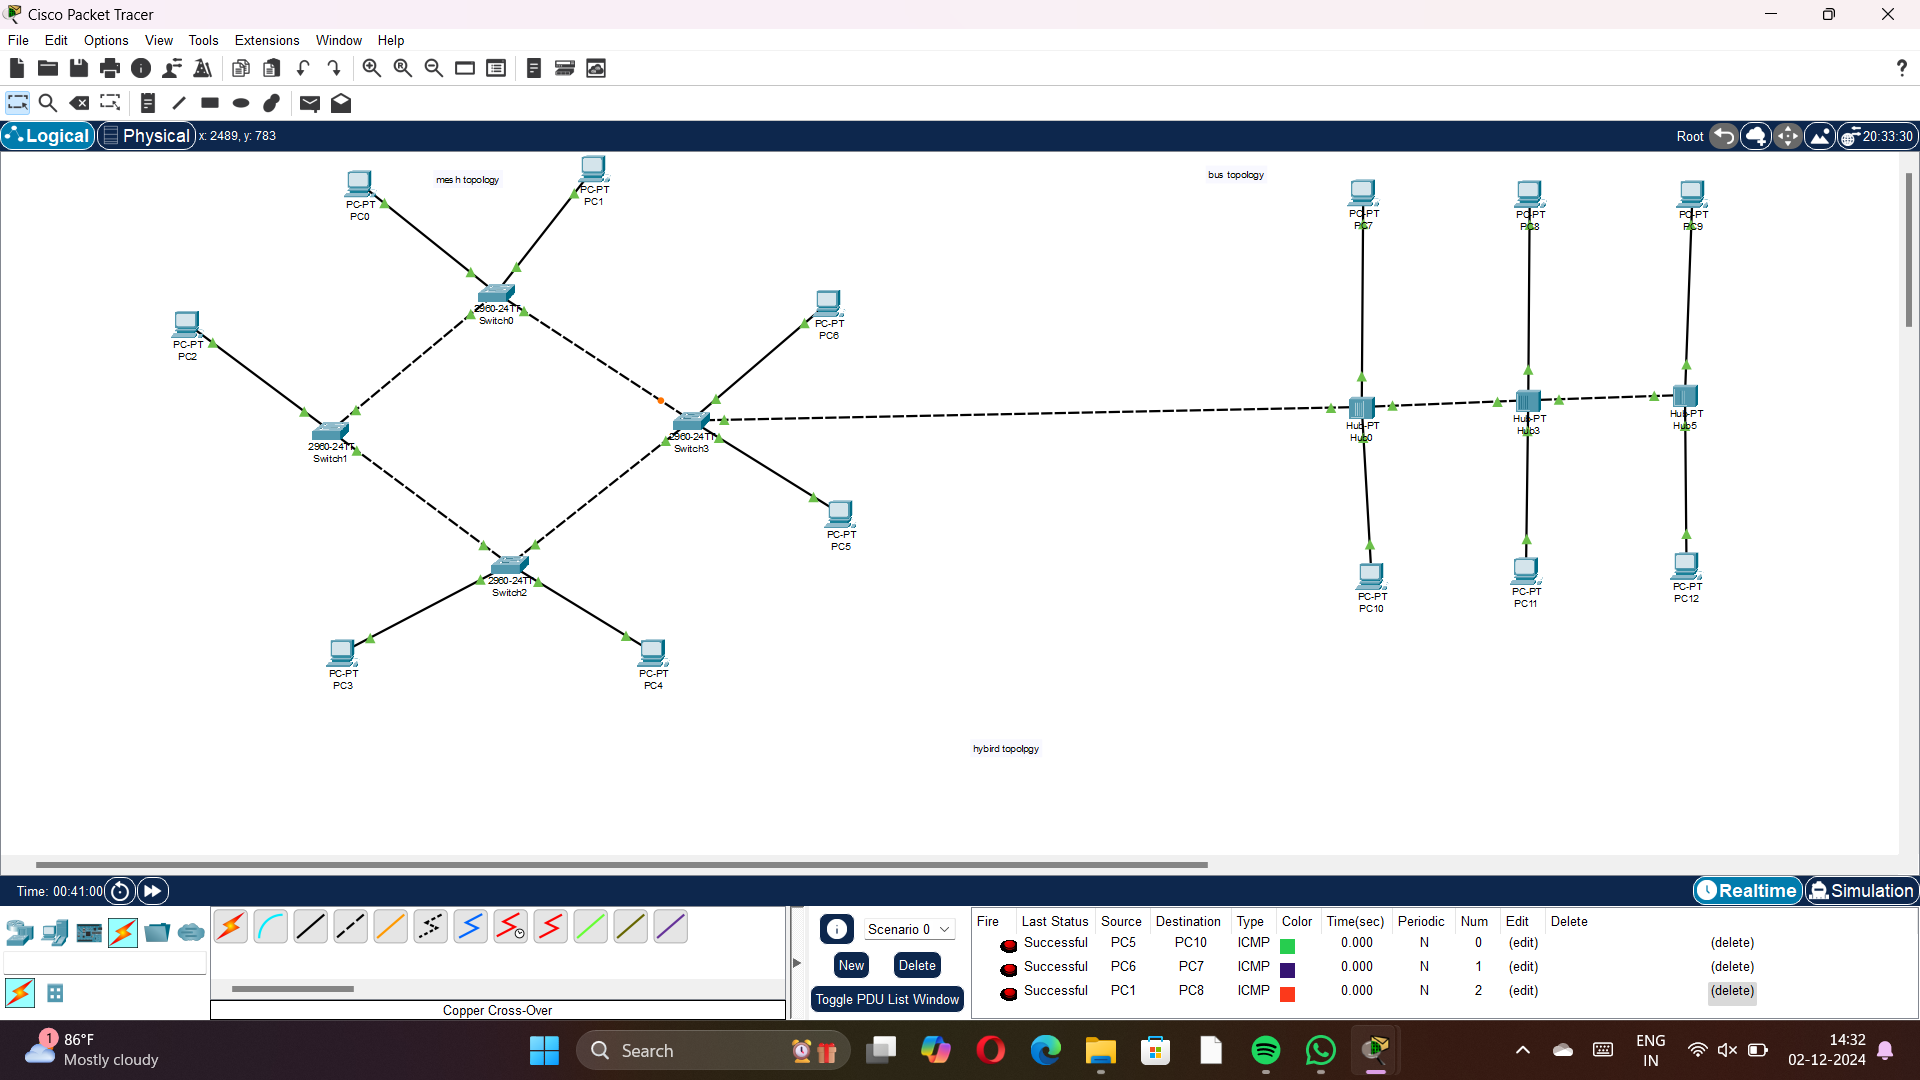 Cisco Packet Tracer
File Edit Options View Tools Extensions Window Help
?
Logical Physical x: 2489, y: 783
Root 20:33:30
mesh topology
bus topology
PC-PT
PC0
PC-PT
PC1
PC-PT
PC7
PC-PT
PC8
PC-PT
PC9
2960-24TT
Switch0
PC-PT
PC6
PC-PT
PC2
2960-24TT
Switch1
2960-24TT
Switch3
Hub-PT
Hub0
Hub-PT
Hub3
Hub-PT
Hub5
PC-PT
PC5
2960-24TT
Switch2
PC-PT
PC10
PC-PT
PC11
PC-PT
PC12
PC-PT
PC3
PC-PT
PC4
hybird topolpgy
Time: 00:41:00
Realtime Simulation
Scenario 0
New Delete
Toggle PDU List Window
Copper Cross-Over
Fire Last Status Source Destination Type Color Time(sec) Periodic Num Edit Delete
Successful PC5 PC10 ICMP 0.000 N 0 (edit) (delete)
Successful PC6 PC7 ICMP 0.000 N 1 (edit) (delete)
Successful PC1 PC8 ICMP 0.000 N 2 (edit) (delete)
1
86°F
Mostly cloudy
Search
ENG
IN
14:32
02-12-2024